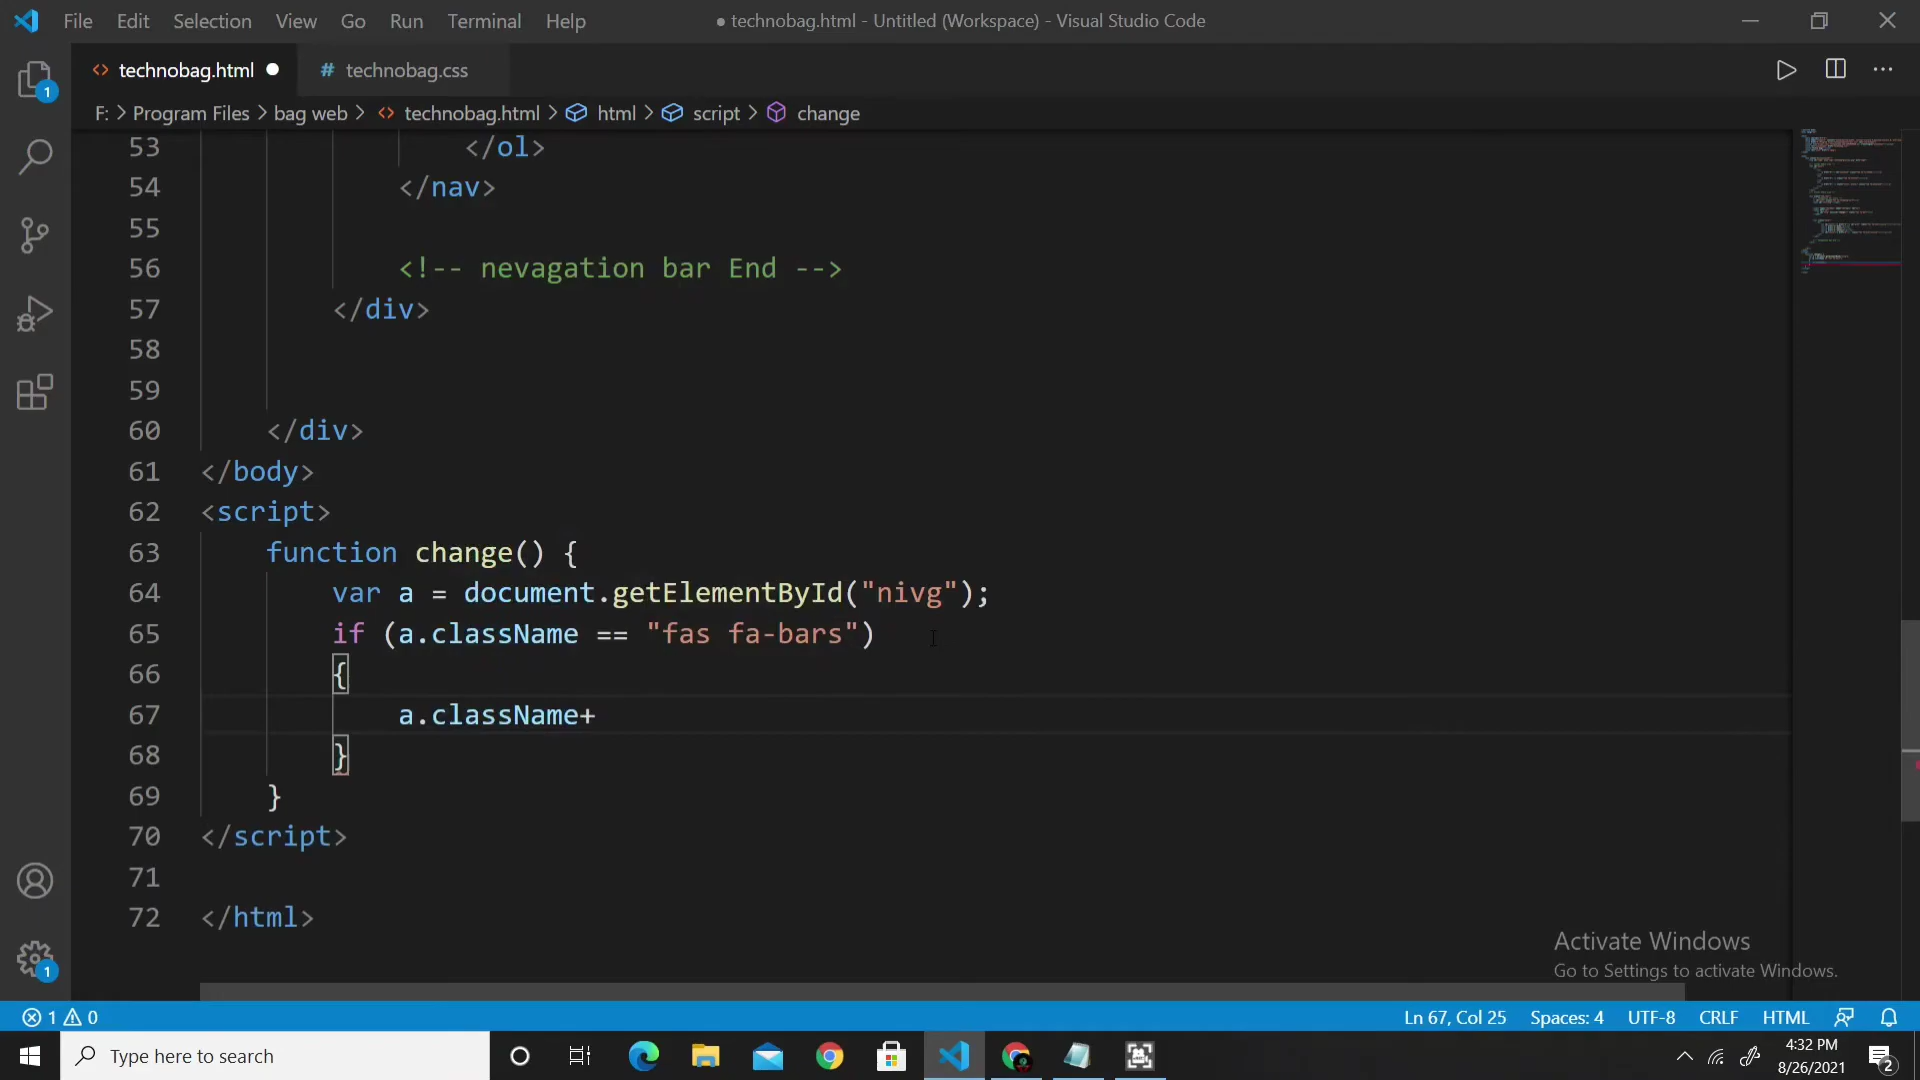 File Edit Selection View Go Run Terminal Help ● technobag.html - Untitled (Workspace) - Visual Studio Code
<> technobag.html ● # technobag.css
F: > Program Files > bag web > <> technobag.html > html > script > change
53 </ol>
54 </nav>
55
56 <!-- nevagation bar End -->
57 </div>
58
59
60 </div>
61 </body>
62 <script>
63 function change() {
64 var a = document.getElementById("nivg");
65 if (a.className == "fas fa-bars")
66 {
67 a.className+
68 }
69 }
70 </script>
71
72 </html>
1
1
Activate Windows
Go to Settings to activate Windows.
1 0 Ln 67, Col 25 Spaces: 4 UTF-8 CRLF HTML
Type here to search
4:32 PM
8/26/2021
2